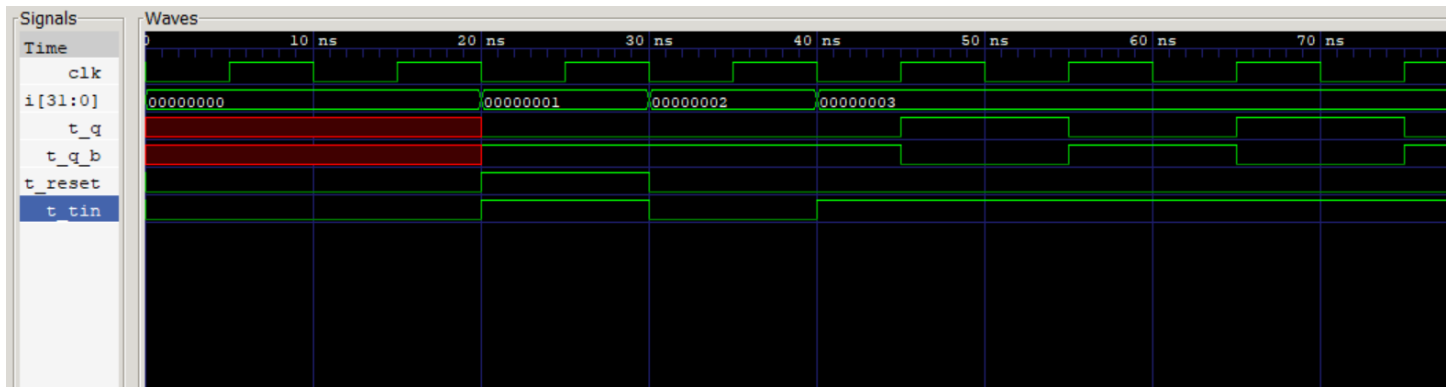 Signals
Waves
Time
0 10 ns 20 ns 30 ns 40 ns 50 ns 60 ns 70 ns
clk
i[31:0] 00000000 00000001 00000002 00000003
t_q
t_q_b
t_reset
t_tin